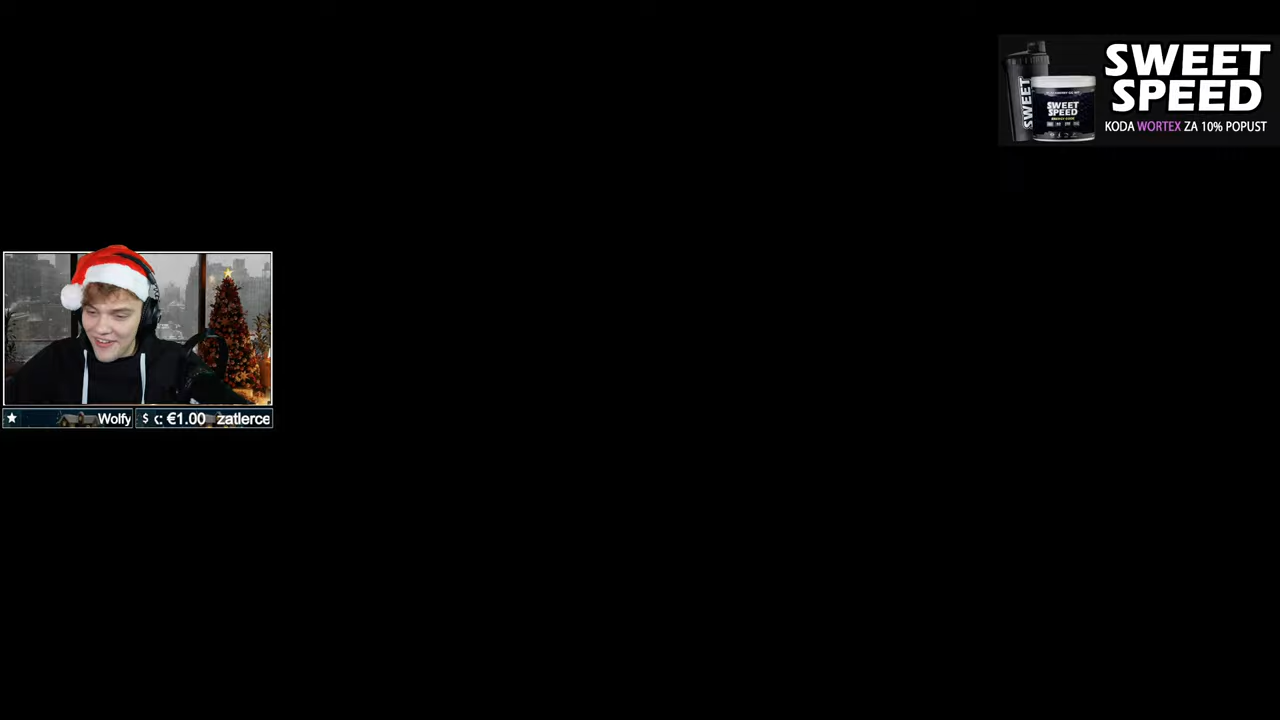 SWEET
SPEED
KODA WORTEX ZA 10% POPUST
SWEET
SWEET
SPEED
★ Wolfy
$ €1.00 zatlerce